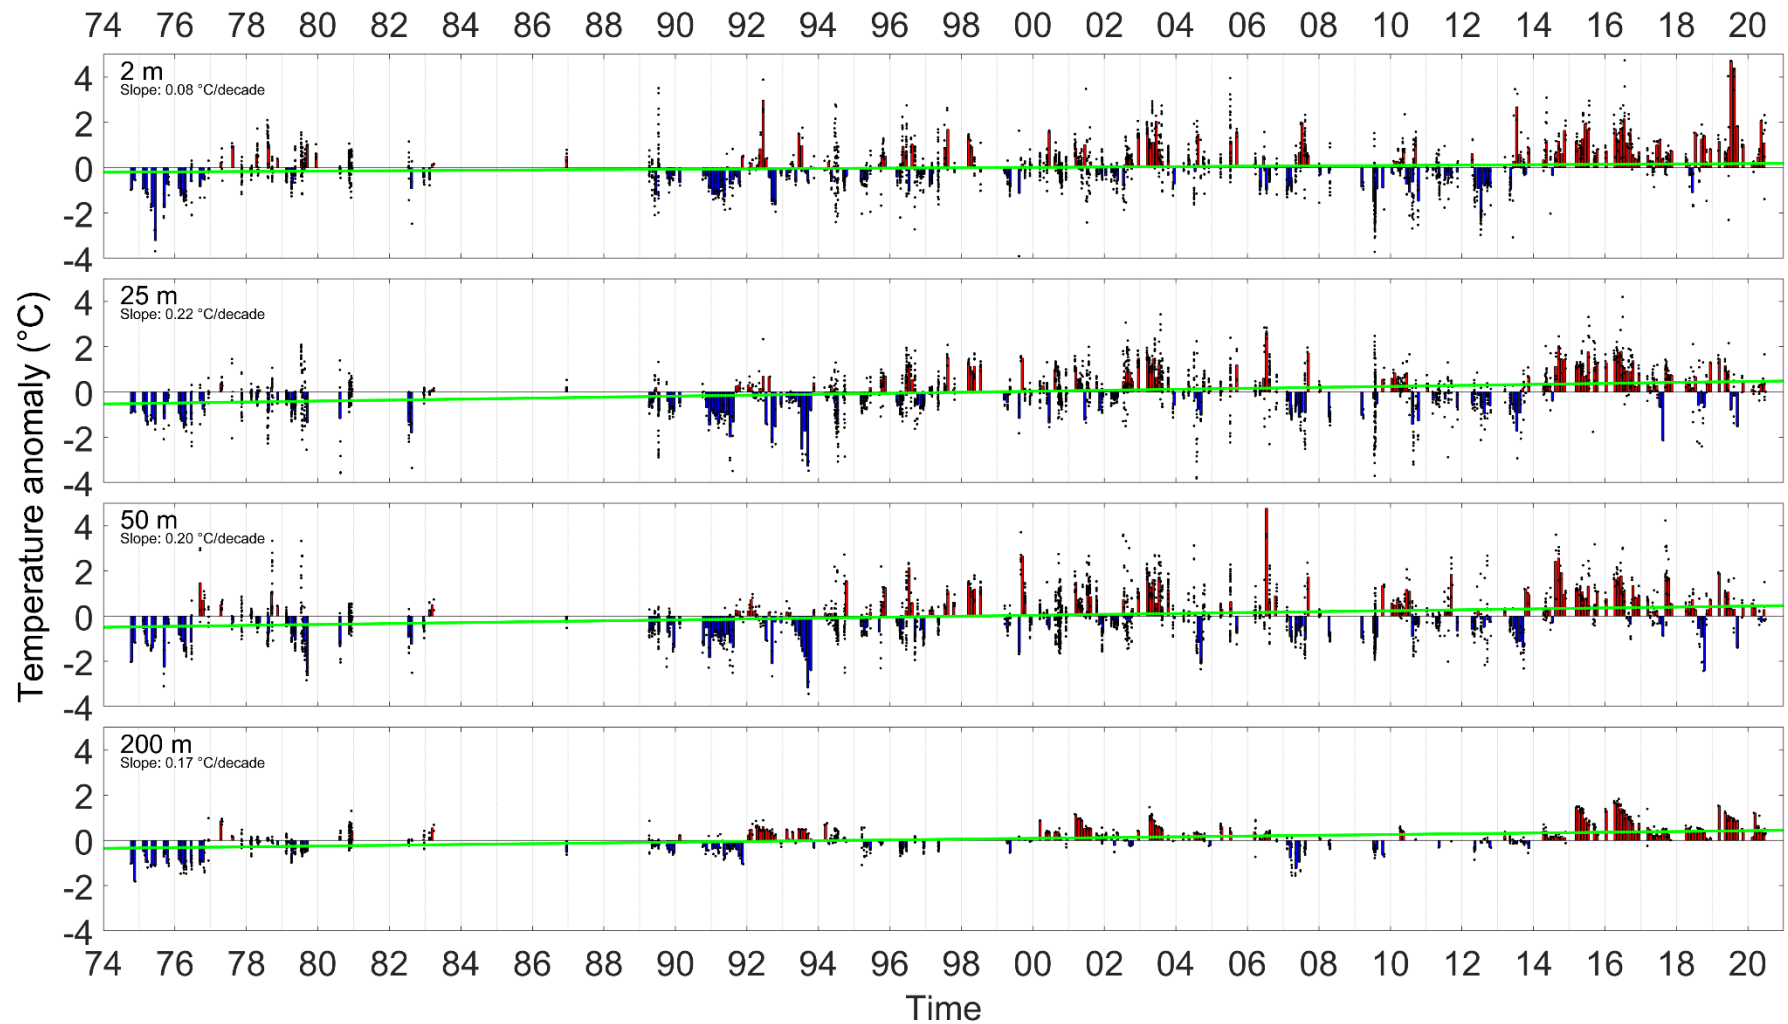 74 76 78 80 82 84 86 88 90 92 94 96 98 00 02 04 06 08 10 12 14 16 18 20
4
2 m
Slope: 0.08 °C/decade
2
0
-2
-4
4
25 m
Slope: 0.22 °C/decade
2
0
-2
-4
Temperature anomaly (°C)
4
50 m
Slope: 0.20 °C/decade
2
0
-2
-4
4
200 m
Slope: 0.17 °C/decade
2
0
-2
-4
74 76 78 80 82 84 86 88 90 92 94 96 98 00 02 04 06 08 10 12 14 16 18 20
Time